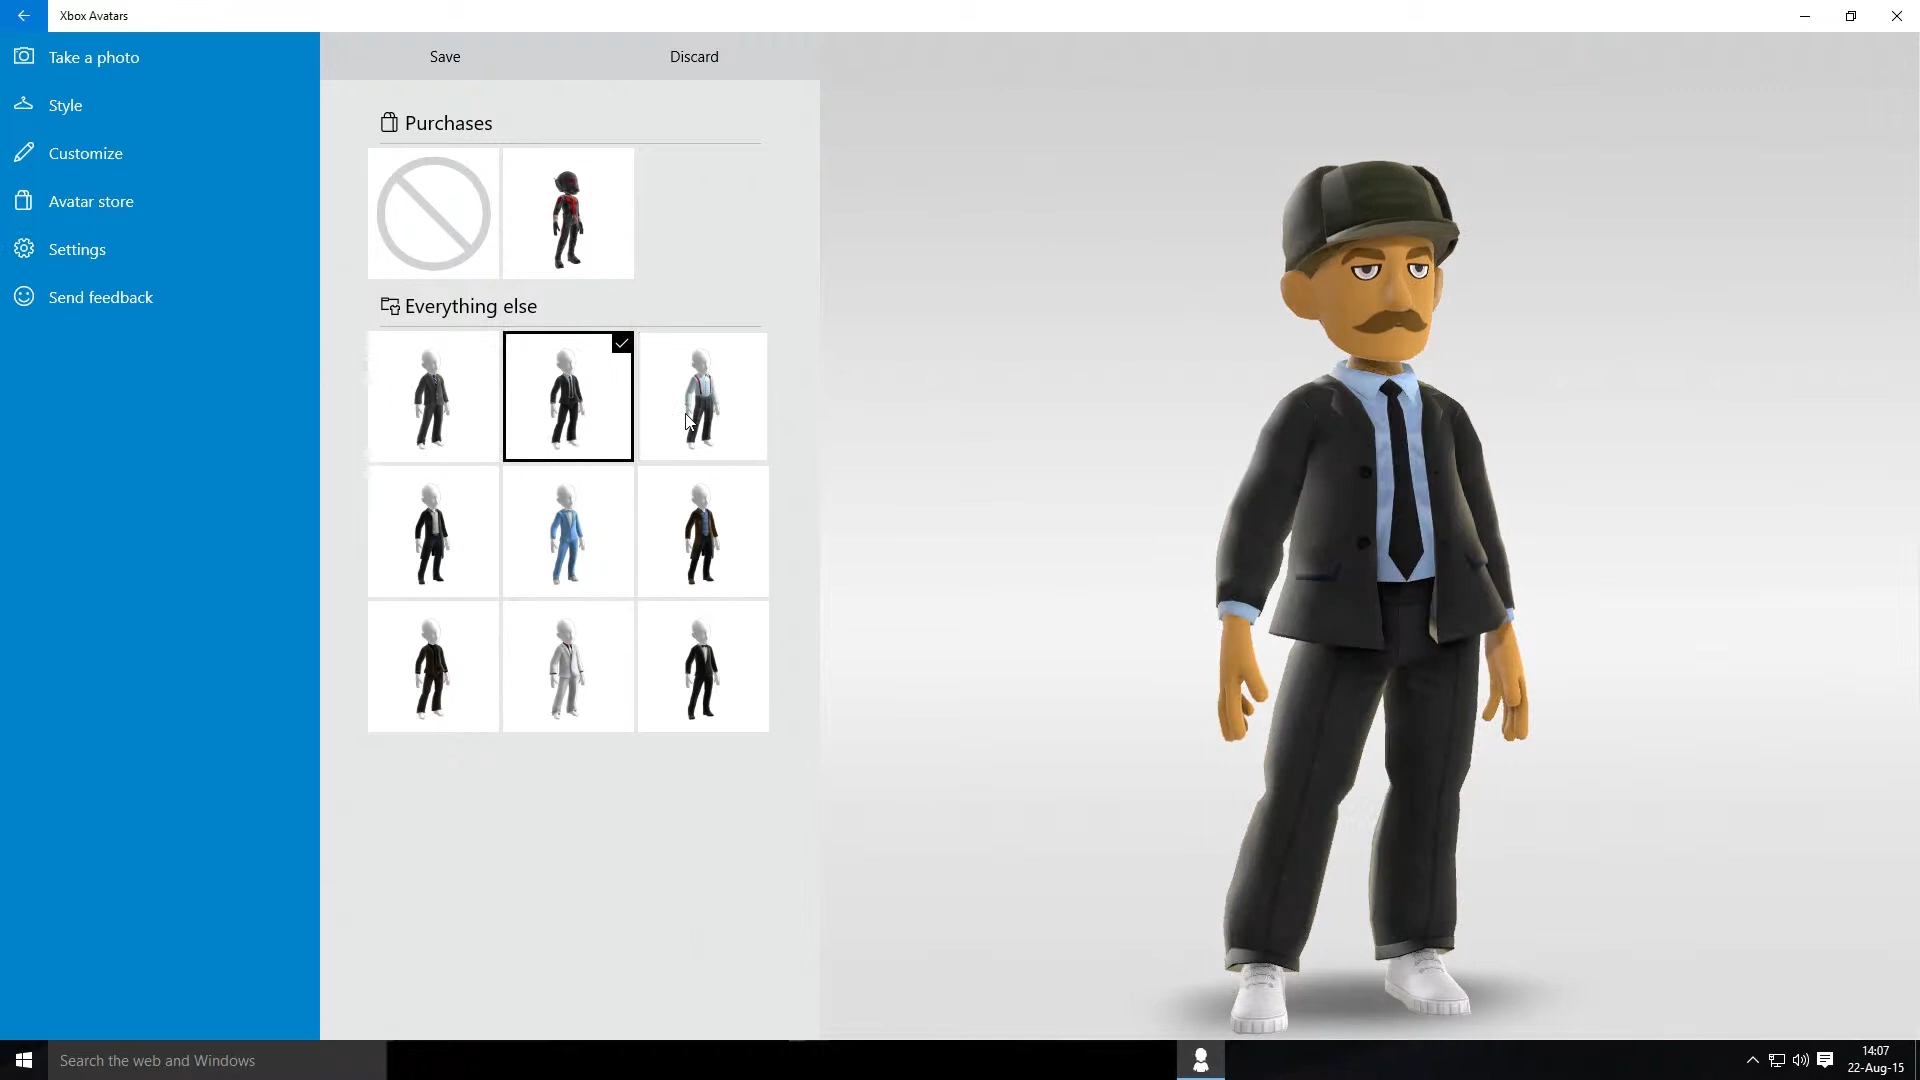 Xbox Avatars
Take a photo
Style
Customize
Avatar store
Settings
Send feedback
Save
Discard
Purchases
Everything else
Search the web and Windows
14:07
22-Aug-15